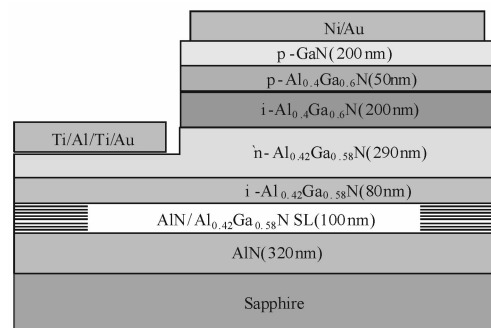 Ni/Au
p-GaN(200nm)
p-Al0.4Ga0.6N(50nm)
i-Al0.4Ga0.6N(200nm)
Ti/Al/Ti/Au
n-Al0.42Ga0.58N(290nm)
i-Al0.42Ga0.58N(80nm)
AlN/Al0.42Ga0.58N SL(100nm)
AlN(320nm)
Sapphire